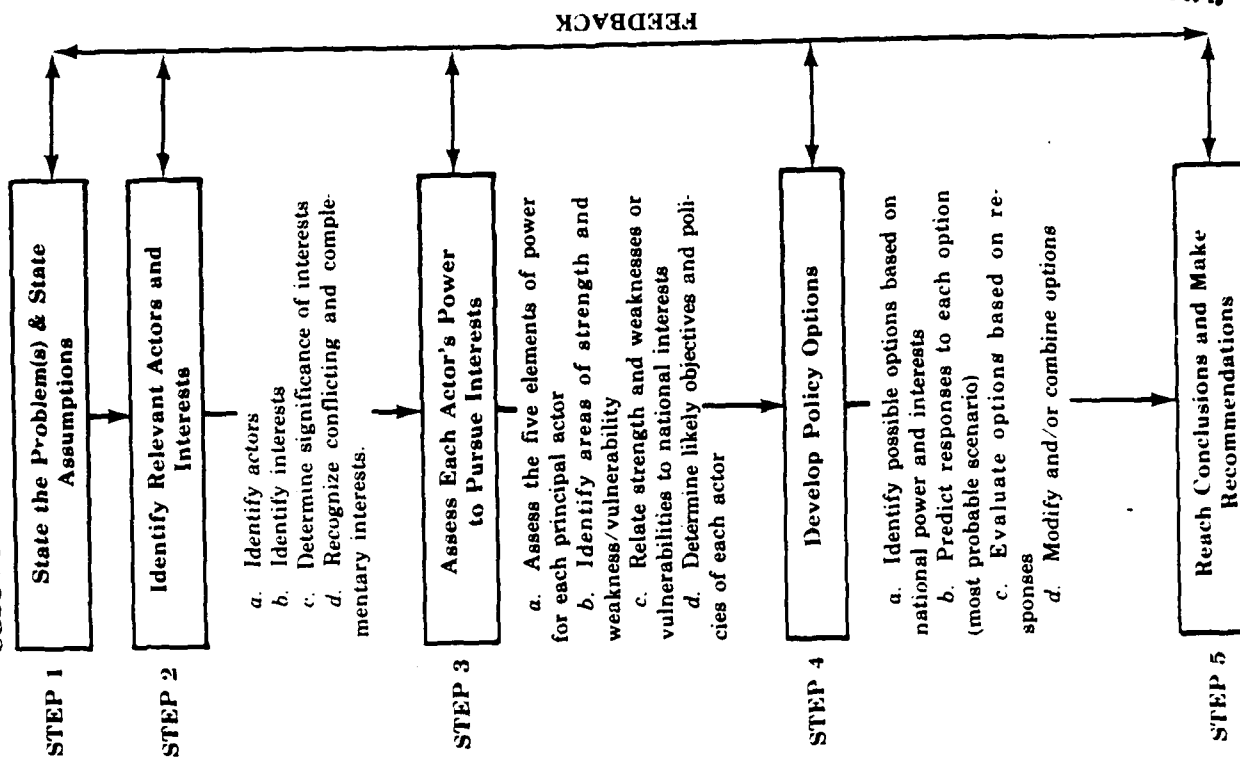 STEP 1
State the Problem(s) & State
Assumptions
STEP 2
Identify Relevant Actors and
Interests
a. Identify actors
b. Identify interests
c. Determine significance of interests
d. Recognize conflicting and comple-
mentary interests.
STEP 3
Assess Each Actor's Power
to Pursue Interests
a. Assess the five elements of power
for each principal actor
b. Identify areas of strength and
weakness/vulnerability
c. Relate strength and weaknesses or
vulnerabilities to national interests
d. Determine likely objectives and poli-
cies of each actor
STEP 4
Develop Policy Options
a. Identify possible options based on
national power and interests
b. Predict responses to each option
(most probable scenario)
c. Evaluate options based on re-
sponses
d. Modify and/or combine options
STEP 5
Reach Conclusions and Make
Recommendations
FEEDBACK